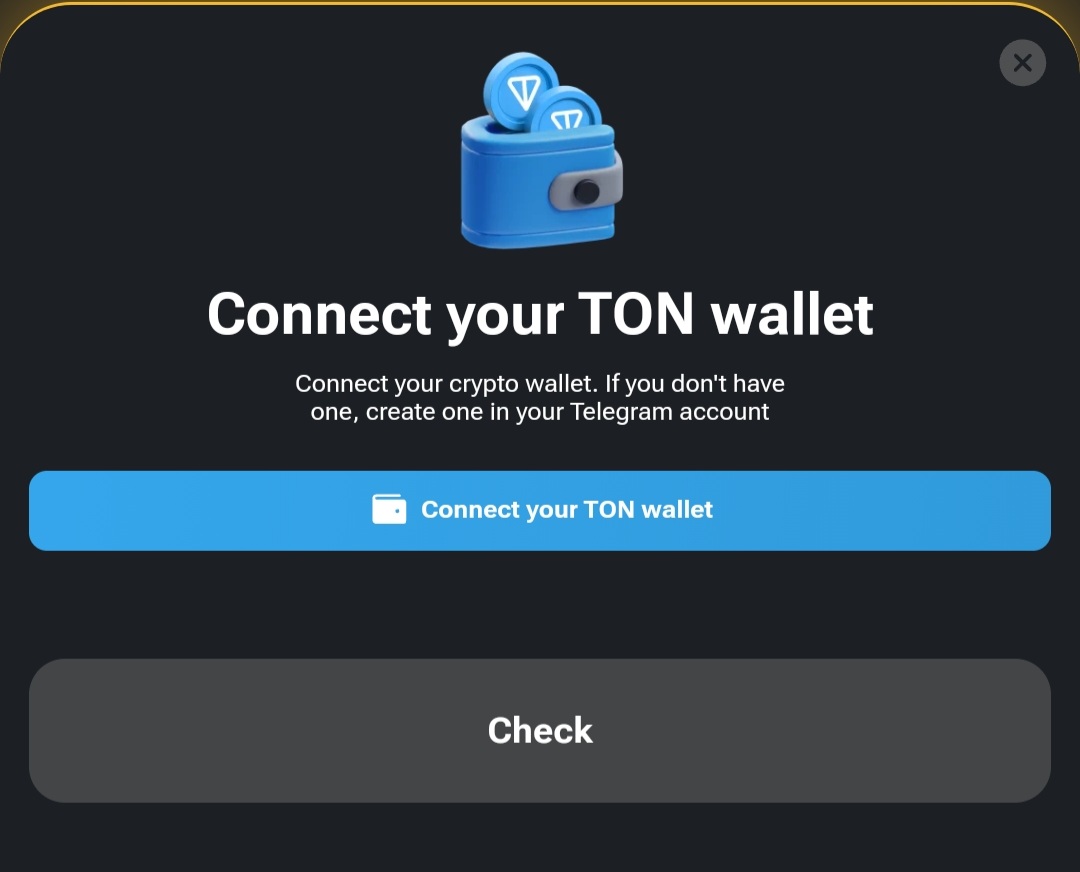 Connect your TON wallet
Connect your crypto wallet. If you don't have
one, create one in your Telegram account
Connect your TON wallet
Check